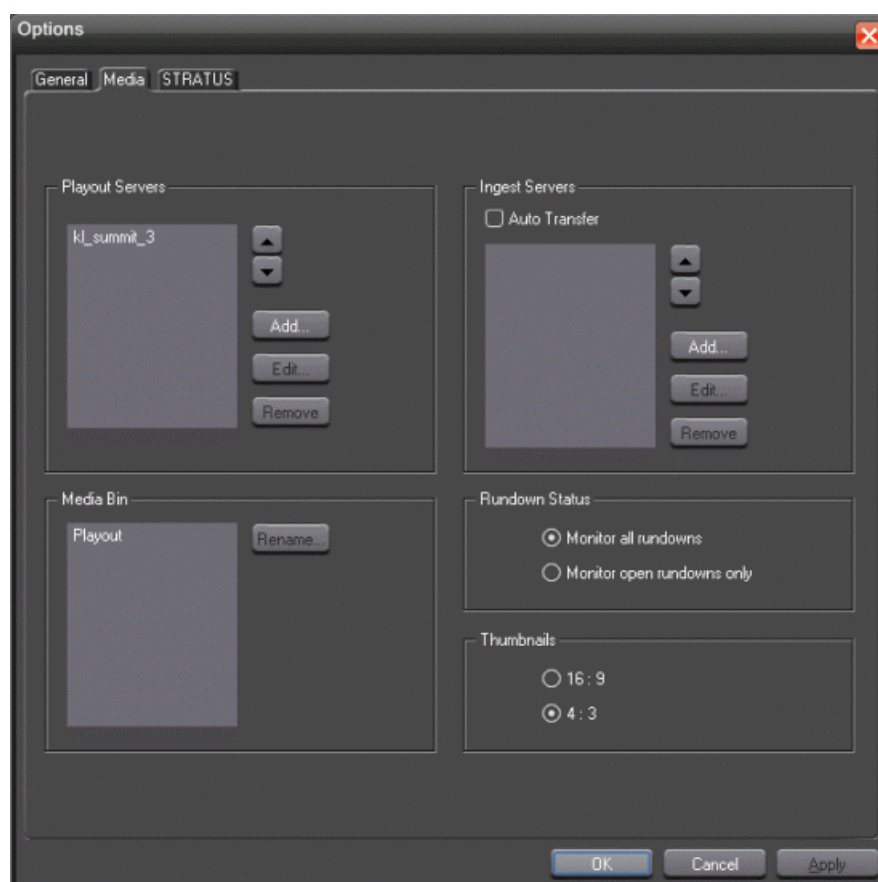 Options
General Media STRATUS
Playout Servers
kl_summit_3
Add...
Edit...
Remove
Ingest Servers
Auto Transfer
Add...
Edit...
Remove
Media Bin
Playout
Rename...
Rundown Status
Monitor all rundowns
Monitor open rundowns only
Thumbnails
16 : 9
4 : 3
OK Cancel Apply